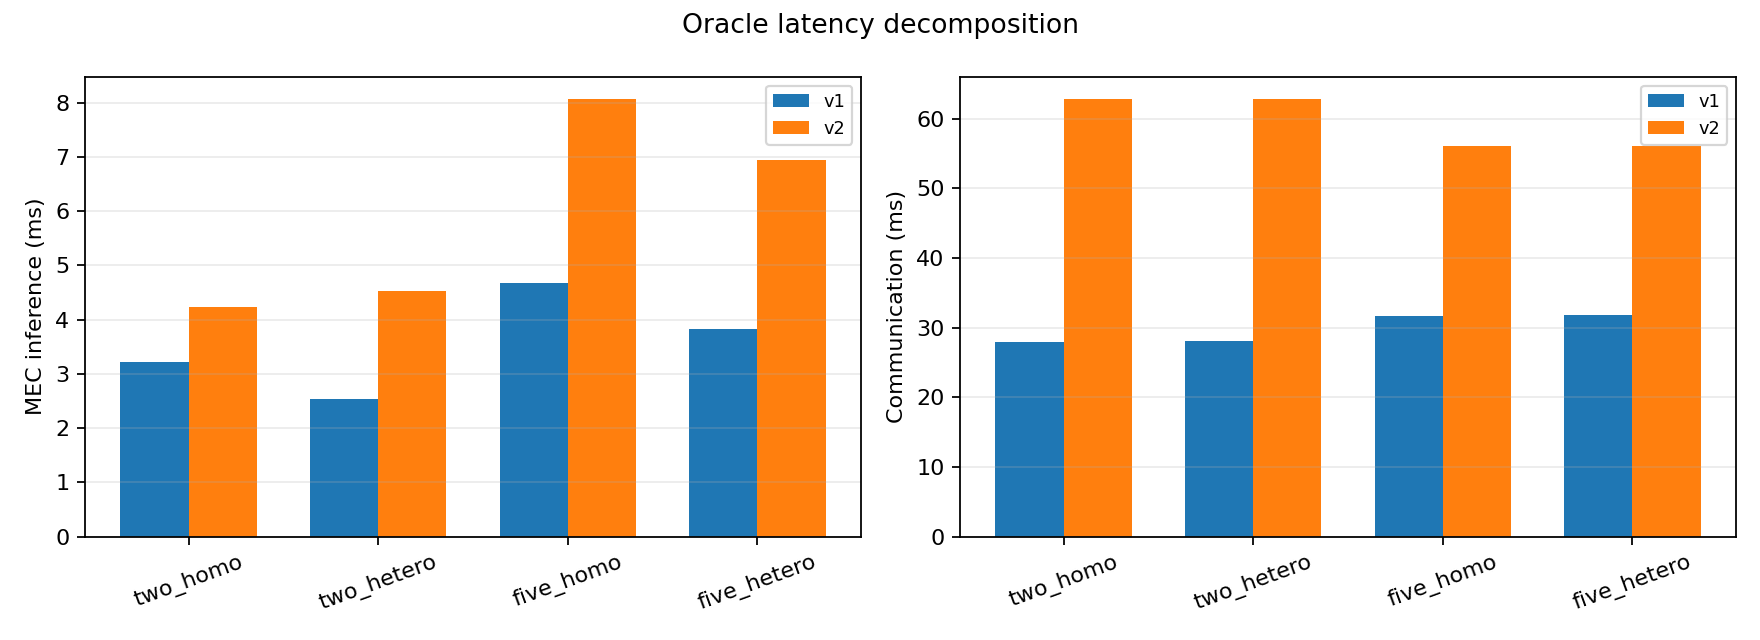 Oracle latency decomposition
MEC inference (ms)
8
7
6
5
4
3
2
1
0
v1
v2
two_homo
two_hetero
five_homo
five_hetero
Communication (ms)
60
50
40
30
20
10
0
v1
v2
two_homo
two_hetero
five_homo
five_hetero